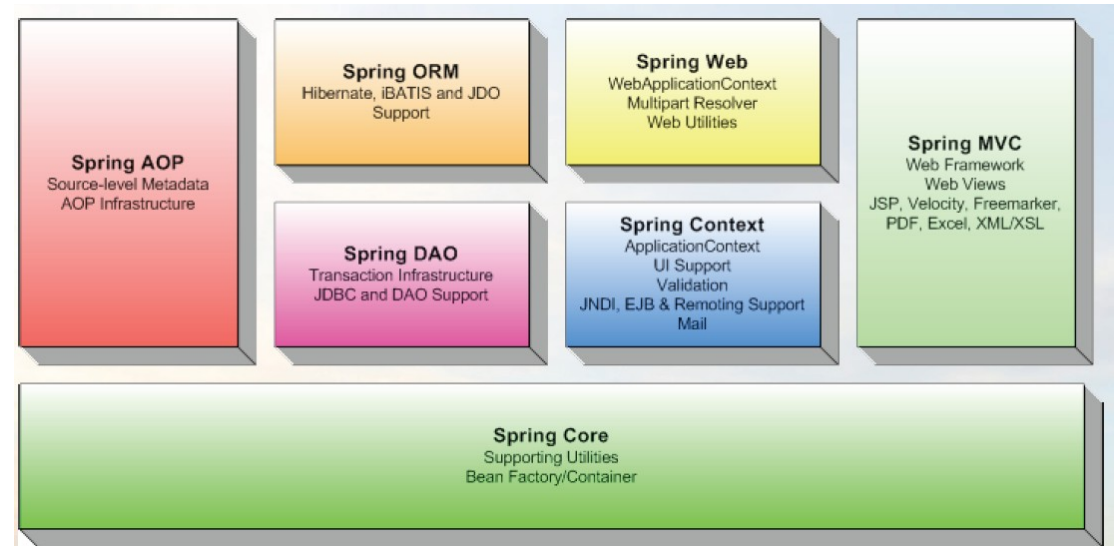 Spring AOP
Source-level Metadata
AOP Infrastructure
Spring ORM
Hibernate, iBATIS and JDO
Support
Spring DAO
Transaction Infrastructure
JDBC and DAO Support
Spring Web
WebApplicationContext
Multipart Resolver
Web Utilities
Spring Context
ApplicationContext
UI Support
Validation
JNDI, EJB & Remoting Support
Mail
Spring MVC
Web Framework
Web Views
JSP, Velocity, Freemarker,
PDF, Excel, XML/XSL
Spring Core
Supporting Utilities
Bean Factory/Container